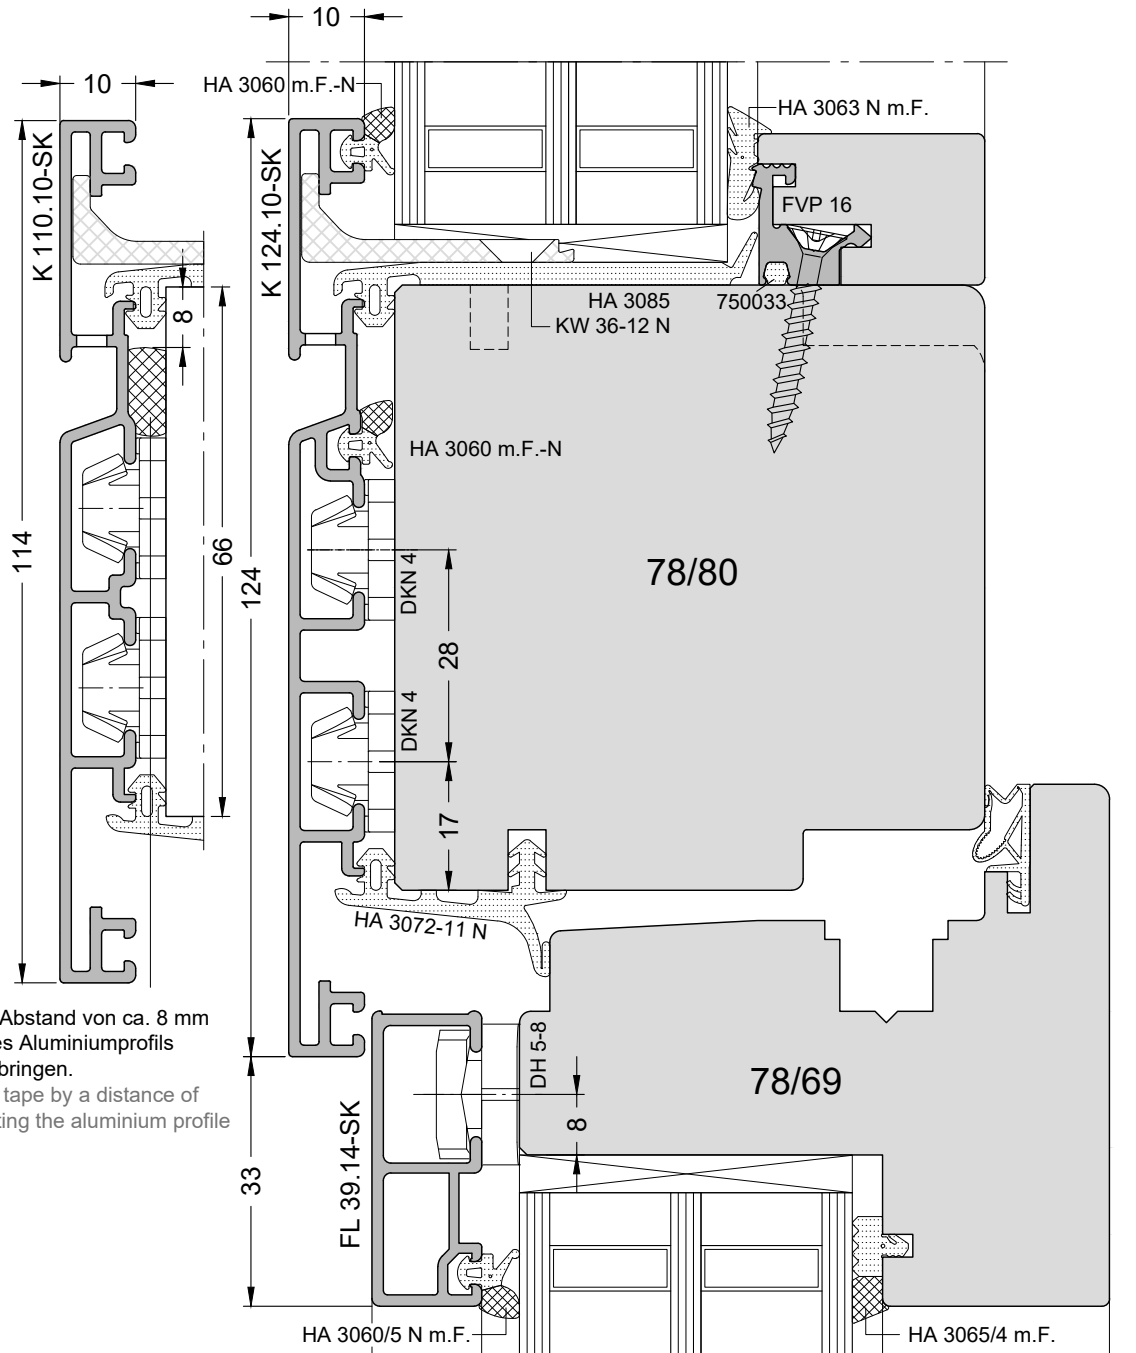 10
10
HA 3060 m.F.-N
HA 3063 N m.F.
K 110.10-SK
K 124.10-SK
FVP 16
8
HA 3085
750033
KW 36-12 N
HA 3060 m.F.-N
114
66
124
78/80
DKN 4
28
DKN 4
17
HA 3072-11 N
Abstand von ca. 8 mm
es Aluminiumprofils
bringen.
tape by a distance of
ting the aluminium profile
DH 5-8
78/69
8
33
FL 39.14-SK
HA 3060/5 N m.F.
HA 3065/4 m.F.